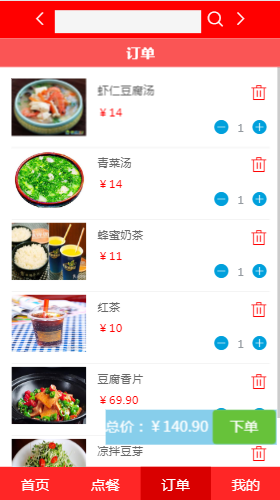 订单
虾仁豆腐汤
￥14
1
青菜汤
￥14
1
蜂蜜奶茶
￥11
1
红茶
￥10
1
豆腐香片
￥69.90
总价：￥140.90
下单
凉拌豆芽
首页
点餐
订单
我的